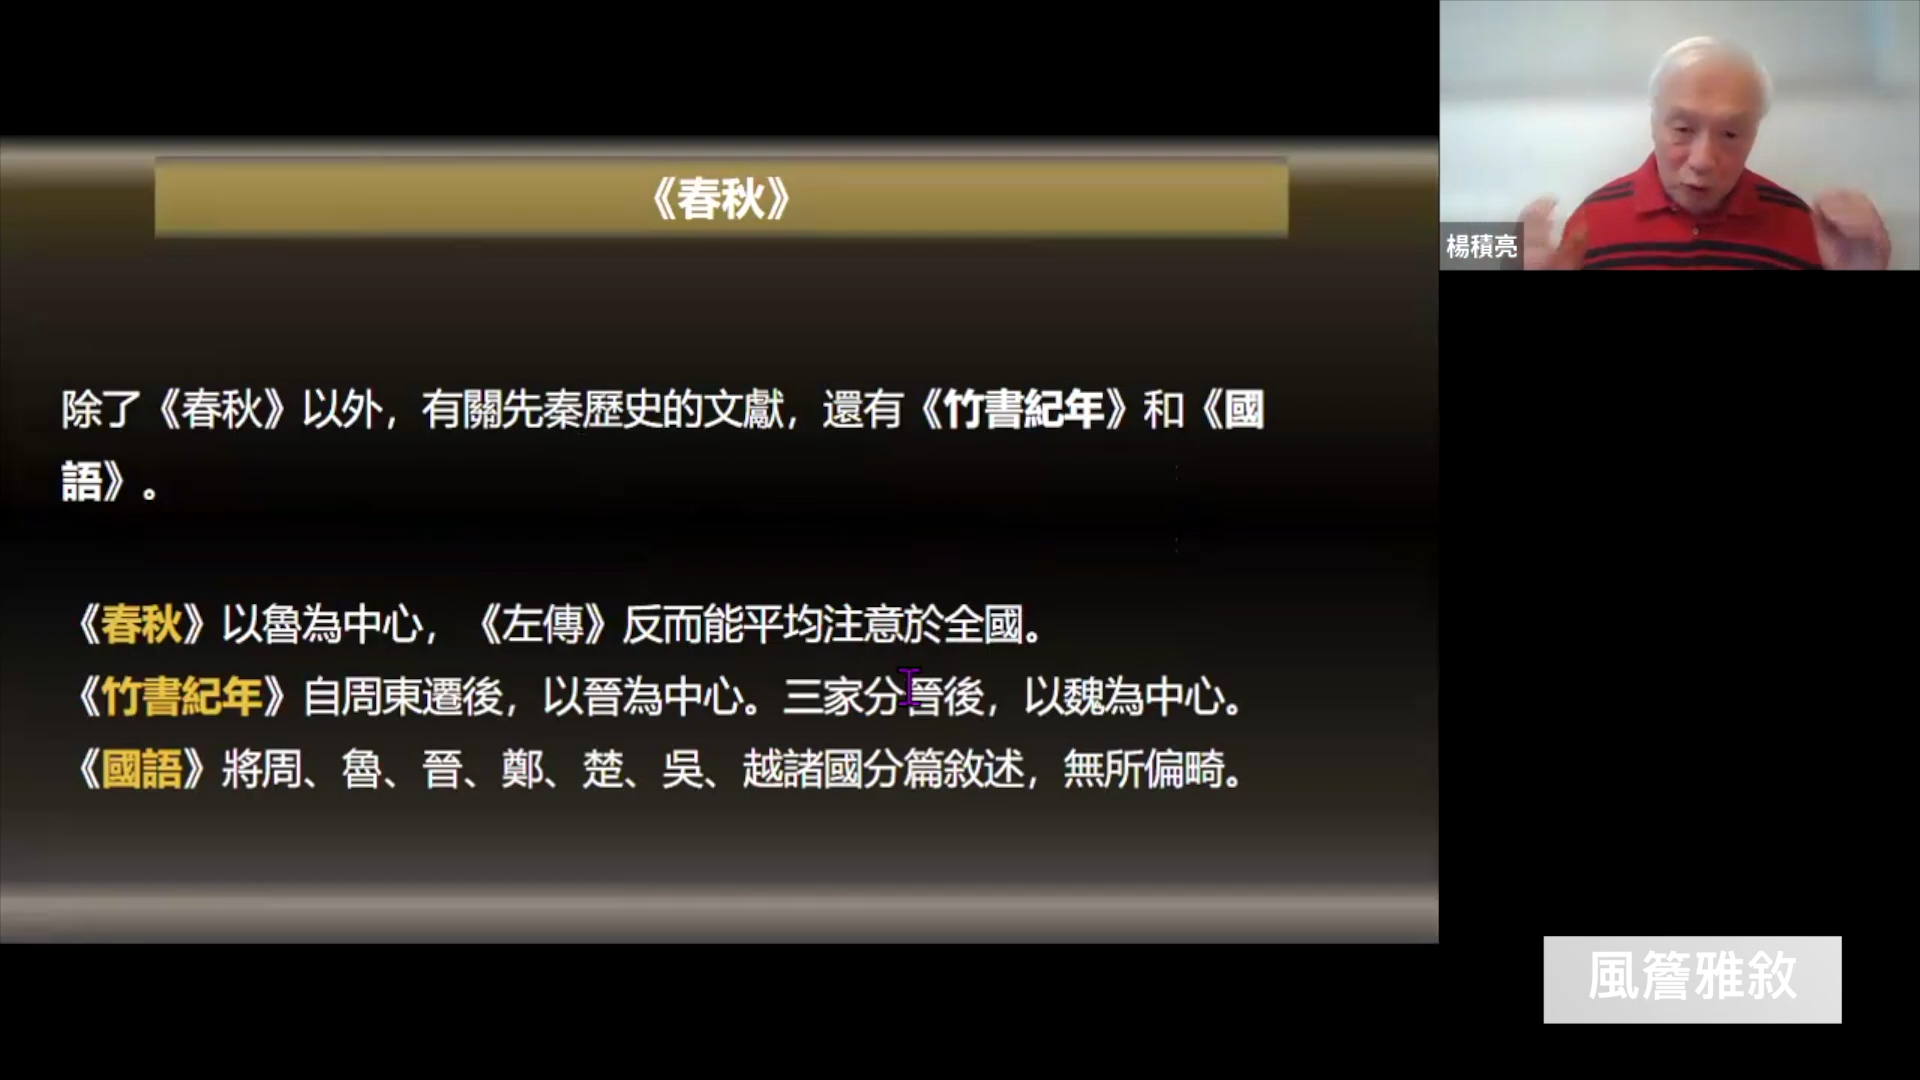 《春秋》
除了《春秋》以外，有關先秦歷史的文獻，還有《竹書紀年》和《國
語》。
《春秋》以魯為中心，《左傳》反而能平均注意於全國。
《竹書紀年》自周東遷後，以晉為中心。三家分晉後，以魏為中心。
《國語》將周、魯、晉、鄭、楚、吳、越諸國分篇敘述，無所偏畸。
楊積亮
風簷雅敘